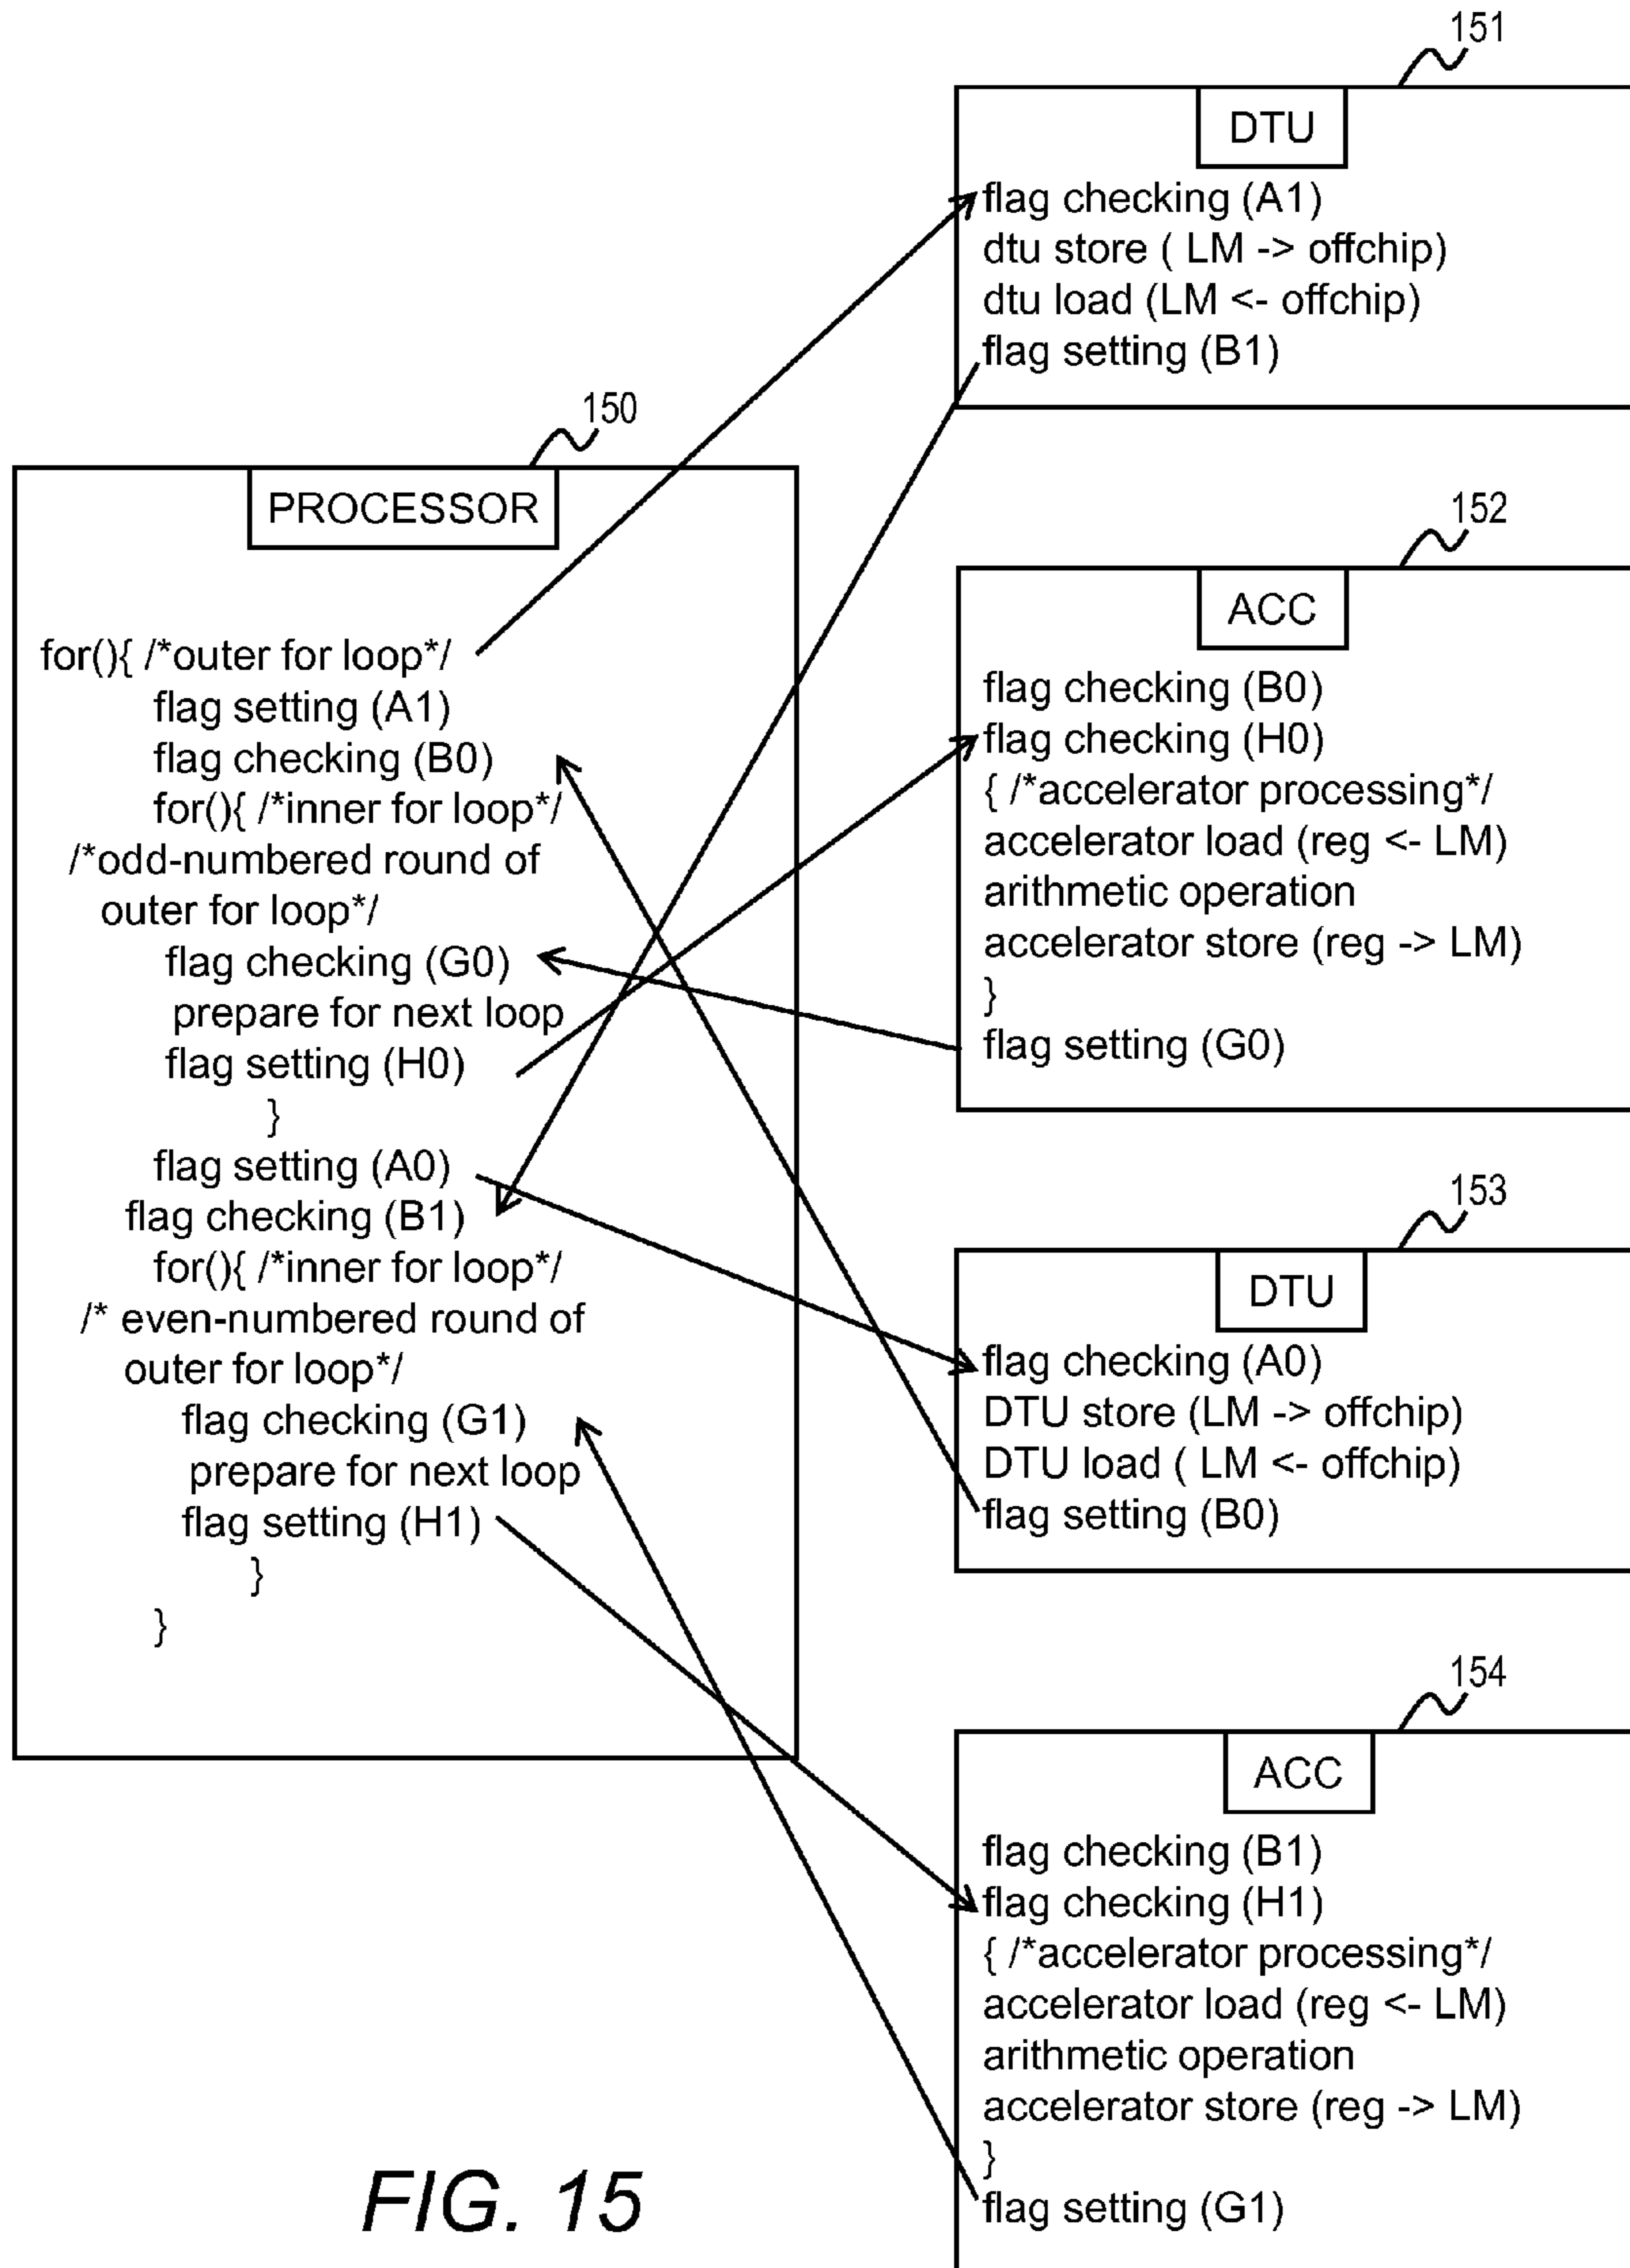 150
PROCESSOR
for(){ /*outer for loop*/
flag setting (A1)
flag checking (B0)
for(){ /*inner for loop*/
/*odd-numbered round of
outer for loop*/
flag checking (G0)
prepare for next loop
flag setting (H0)
}
flag setting (A0)
flag checking (B1)
for(){ /*inner for loop*/
/* even-numbered round of
outer for loop*/
flag checking (G1)
prepare for next loop
flag setting (H1)
}
}
151
DTU
flag checking (A1)
dtu store ( LM -> offchip)
dtu load (LM <- offchip)
flag setting (B1)
152
ACC
flag checking (B0)
flag checking (H0)
{ /*accelerator processing*/
accelerator load (reg <- LM)
arithmetic operation
accelerator store (reg -> LM)
}
flag setting (G0)
153
DTU
flag checking (A0)
DTU store (LM -> offchip)
DTU load ( LM <- offchip)
flag setting (B0)
154
ACC
flag checking (B1)
flag checking (H1)
{ /*accelerator processing*/
accelerator load (reg <- LM)
arithmetic operation
accelerator store (reg -> LM)
}
flag setting (G1)
FIG. 15